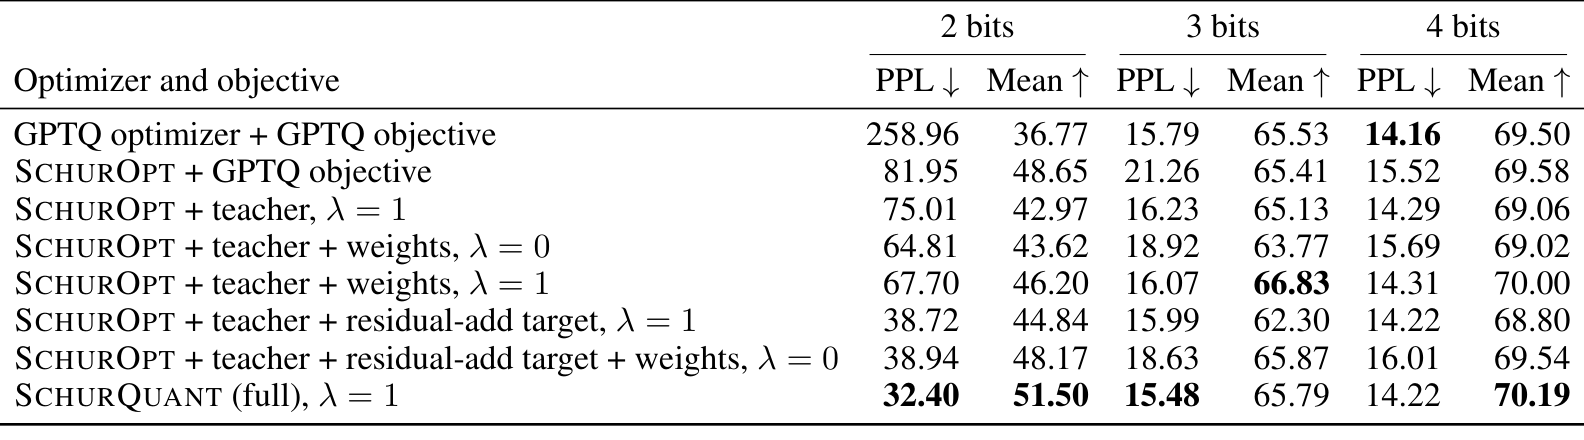 2 bits 3 bits 4 bits
Optimizer and objective PPL ↓ Mean ↑ PPL ↓ Mean ↑ PPL ↓ Mean ↑
GPTQ optimizer + GPTQ objective 258.96 36.77 15.79 65.53 14.16 69.50
SCHUROPT + GPTQ objective 81.95 48.65 21.26 65.41 15.52 69.58
SCHUROPT + teacher, λ = 1 75.01 42.97 16.23 65.13 14.29 69.06
SCHUROPT + teacher + weights, λ = 0 64.81 43.62 18.92 63.77 15.69 69.02
SCHUROPT + teacher + weights, λ = 1 67.70 46.20 16.07 66.83 14.31 70.00
SCHUROPT + teacher + residual-add target, λ = 1 38.72 44.84 15.99 62.30 14.22 68.80
SCHUROPT + teacher + residual-add target + weights, λ = 0 38.94 48.17 18.63 65.87 16.01 69.54
SCHURQUANT (full), λ = 1 32.40 51.50 15.48 65.79 14.22 70.19